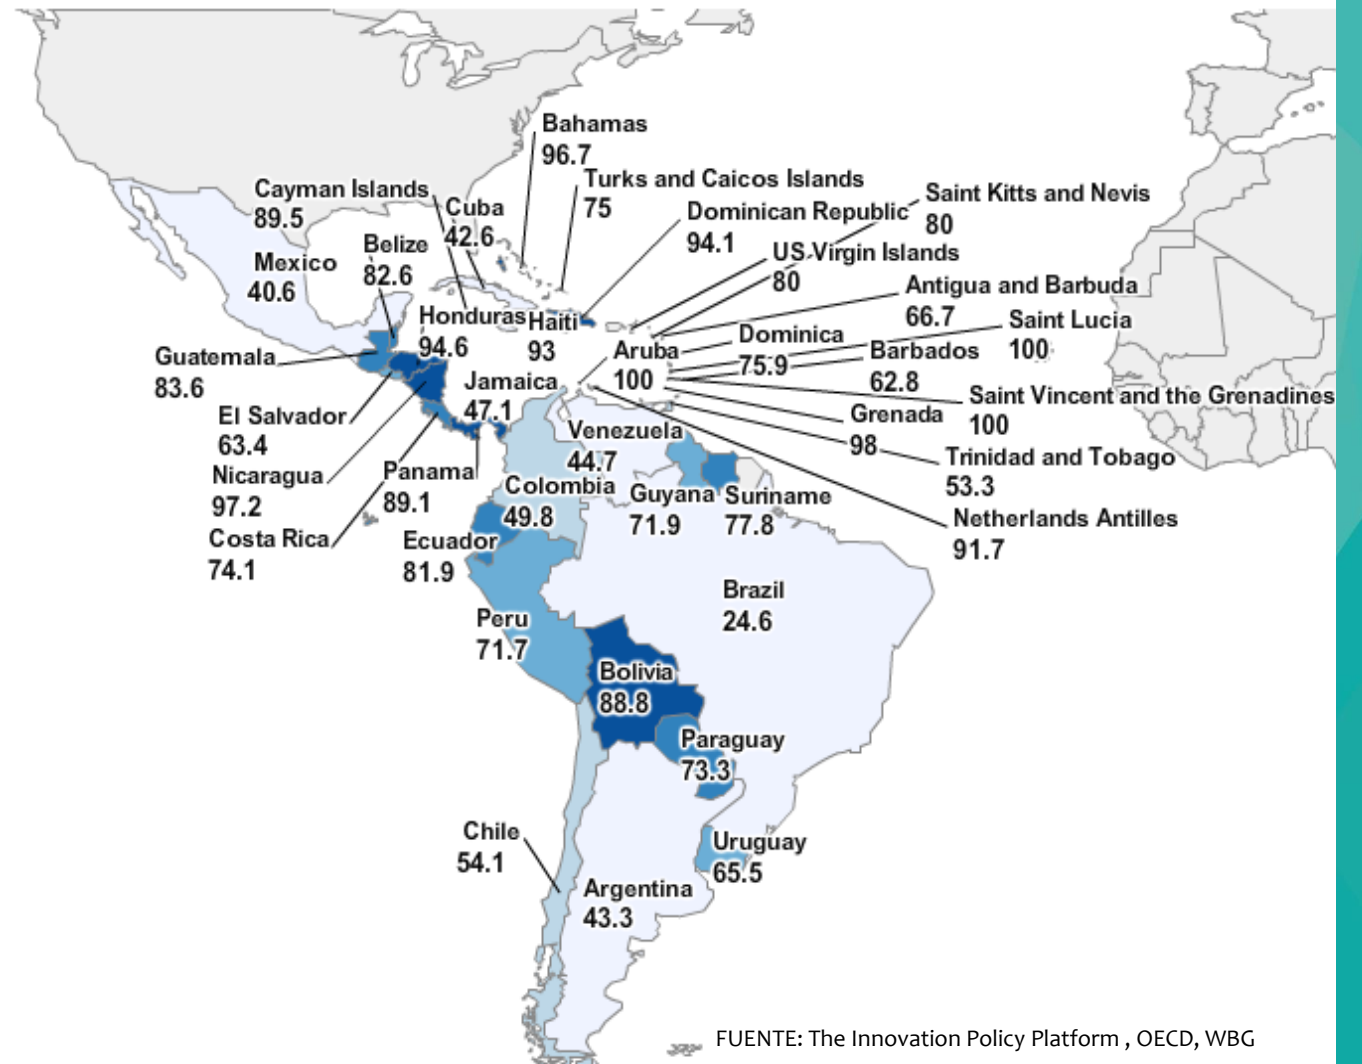 Bahamas
96.7
Turks and Caicos Islands
75
Cayman Islands
89.5
Cuba
42.6
Dominican Republic
94.1
Saint Kitts and Nevis
80
Belize
82.6
Mexico
40.6
US Virgin Islands
80
Antigua and Barbuda
66.7
Honduras
94.6
Haiti
93
Dominica
75.9
Saint Lucia
100
Guatemala
83.6
Aruba
100
Barbados
62.8
Jamaica
47.1
Saint Vincent and the Grenadines
100
El Salvador
63.4
Grenada
98
Venezuela
44.7
Trinidad and Tobago
53.3
Nicaragua
97.2
Panama
89.1
Colombia
49.8
Guyana
71.9
Suriname
77.8
Netherlands Antilles
91.7
Costa Rica
74.1
Ecuador
81.9
Brazil
24.6
Peru
71.7
Bolivia
88.8
Paraguay
73.3
Chile
54.1
Uruguay
65.5
Argentina
43.3
FUENTE: The Innovation Policy Platform , OECD, WBG